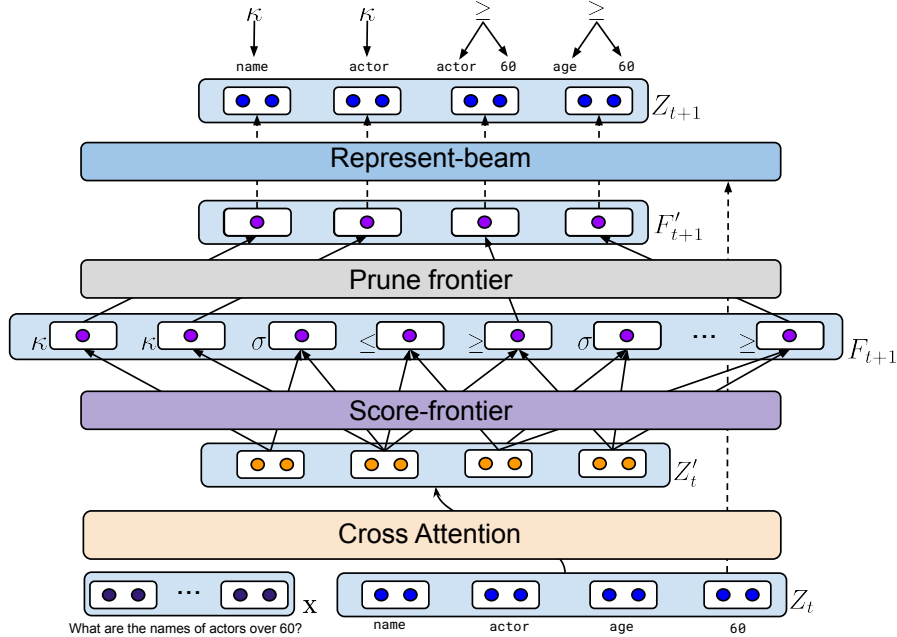 κ κ ≥ ≥
name actor actor 60 age 60
Z_{t+1}
Represent-beam
F'_{t+1}
Prune frontier
κ κ σ ≤ ≥ σ ... ≥ F_{t+1}
Score-frontier
Z'_t
Cross Attention
... x Z_t
What are the names of actors over 60? name actor age 60